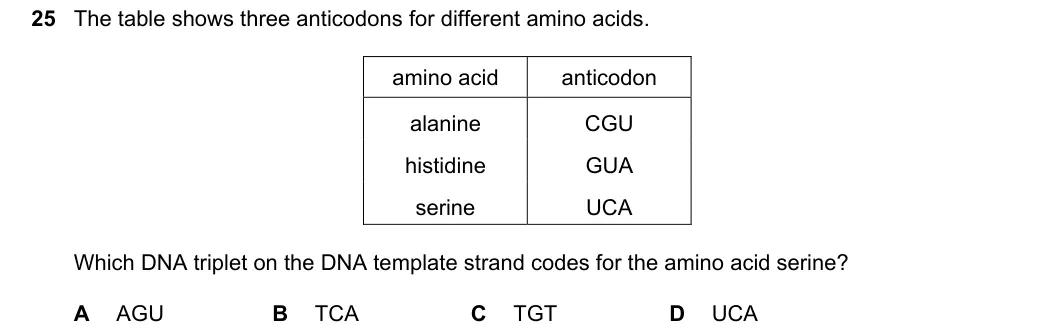 25 The table shows three anticodons for different amino acids.
amino acid anticodon
alanine CGU
histidine GUA
serine UCA
Which DNA triplet on the DNA template strand codes for the amino acid serine?
A AGU B TCA C TGT D UCA